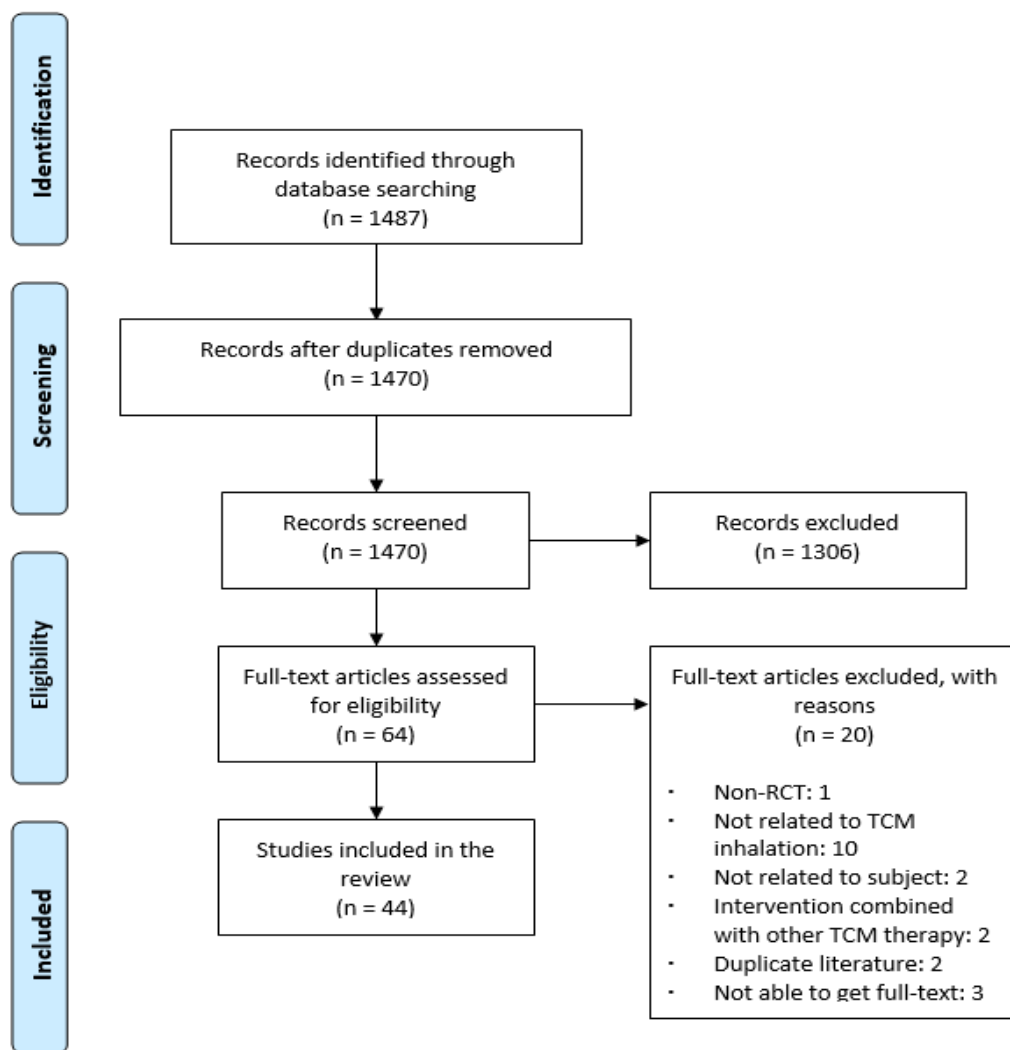 Identification
Records identified through
database searching
(n = 1487)
Screening
Records after duplicates removed
(n = 1470)
Records screened
(n = 1470)
Records excluded
(n = 1306)
Eligibility
Full-text articles assessed
for eligibility
(n = 64)
Full-text articles excluded, with
reasons
(n = 20)
· Non-RCT: 1
· Not related to TCM
inhalation: 10
· Not related to subject: 2
· Intervention combined
with other TCM therapy: 2
· Duplicate literature: 2
· Not able to get full-text: 3
Included
Studies included in the
review
(n = 44)